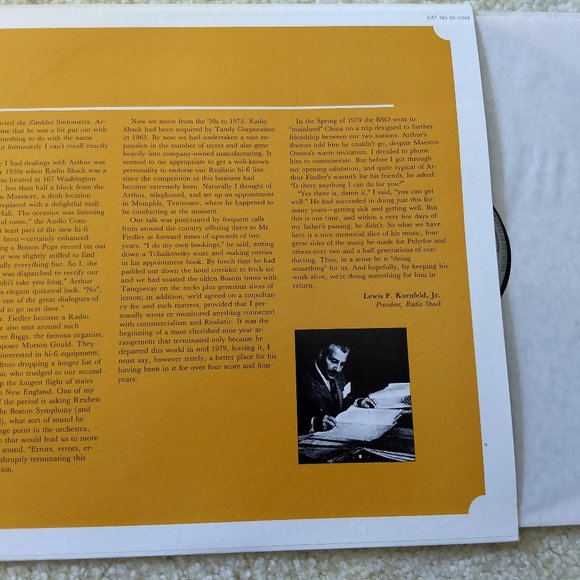 CAT. NO. 50-2045
cted the Zimbler Sinfonietta. Ar-
me that he was a bit put out with
mething to do with the name
t fortunately I can't recall exactly
e I had dealings with Arthur was
y 1950s when Radio Shack was a
ss located at 167 Washington
, less than half a block from the
n Massacre, a drab location
eplaced with a delightful mall
Hall. The occasion was listening
nd room," the Audio Com-
t least part of the new hi-fi
born—certainly enhanced.
ng a Boston Pops record on our
ur was slightly miffed to find
ally everything but. So I, the
was dispatched to rectify our
idn't take you long," Arthur
a elegant quizzical look. "No",
one of the great dialogues of
d to go next door."
r. Fiedler become a Radio
e also sent around such
ver Biggs, the famous organist,
mposer Morton Gould. They
interested in hi-fi equipment;
from dropping a longer list of
ic who trudged to our second
p the longest flight of stairs
n New England. One of my
f the period is asking Reuben
the Boston Symphony (and
l), what sort of sound he
age point in the orchestra,
e that would lead us to more
sound. "Errors, errors, er-
abruptly terminating this
tion.
Now we move from the '50s to 1973. Radio
Shack had been acquired by Tandy Corporation
in 1963. By now we had undertaken a vast ex-
pansion in the number of stores and also gone
heavily into company-owned manufacturing. It
seemed to me appropriate to get a well-known
personality to endorse our Realistic hi-fi line
since the competition in this business had
become extremely keen. Naturally I thought of
Arthur, telephoned, and set up an appointment
in Memphis, Tennessee, where he happened to
be conducting at the moment.
Our talk was punctuated by frequent calls
from around the country offering dates to Mr.
Fiedler at forward times of upwards of two
years. "I do my own bookings," he said, setting
down a Tchaikowsky score and making entries
in his appointment book. By lunch time he had
padded out down the hotel corridor to fetch ice
and we toasted the olden Boston times with
Tanqueray on the rocks plus generous slices of
lemon; in addition, we'd agreed on a consultan-
cy fee and such matters, provided that I per-
sonally wrote or monitored anything connected
with commercialism and Realistic. It was the
beginning of a most cherished nine year ar-
rangement that terminated only because he
departed this world in mid 1979, leaving it, I
must say, however tritely, a better place for his
having been in it for over four score and four
years.
In the Spring of 1979 the BSO went to
"mainland" China on a trip designed to further
friendship between our two nations. Arthur's
doctors told him he couldn't go, despite Maestro
Ozawa's warm invitation. I decided to phone
him to commiserate. But before I got through
my opening salutation, and quite typical of Ar-
thur Fiedler's warmth for his friends, he asked:
"Is there anything I can do for you?"
"Yes there is, damn it," I said, "you can get
well." He had succeeded in doing just this for
many years—getting sick and getting well. But
this is one time, and within a very few days of
my father's passing, he didn't. So what we have
here is a nice memorial slice of his music, four
great sides of the many he made for Polydor and
others over two and a half generations of con-
ducting. Thus, in a sense he is "doing
something" for us. And hopefully, by keeping his
work alive, we're doing something for him in
return.
Lewis F. Kornfeld, Jr.
President, Radio Shack